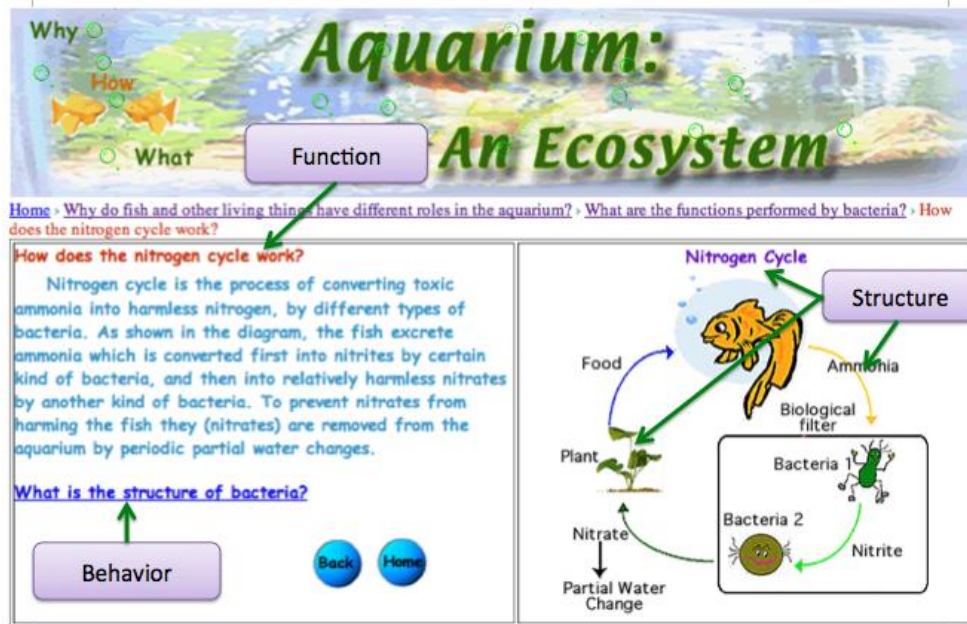 Why
Aquarium:
How
What
Function
An Ecosystem
Home › Why do fish and other living things have different roles in the aquarium? › What are the functions performed by bacteria? › How
does the nitrogen cycle work?
How does the nitrogen cycle work?
Nitrogen cycle is the process of converting toxic
ammonia into harmless nitrogen, by different types of
bacteria. As shown in the diagram, the fish excrete
ammonia which is converted first into nitrites by certain
kind of bacteria, and then into relatively harmless nitrates
by another kind of bacteria. To prevent nitrates from
harming the fish they (nitrates) are removed from the
aquarium by periodic partial water changes.
What is the structure of bacteria?
Behavior
Back
Home
Nitrogen Cycle
Structure
Food
Ammonia
Biological
filter
Plant
Bacteria 1
Bacteria 2
Nitrate
Nitrite
Partial Water
Change